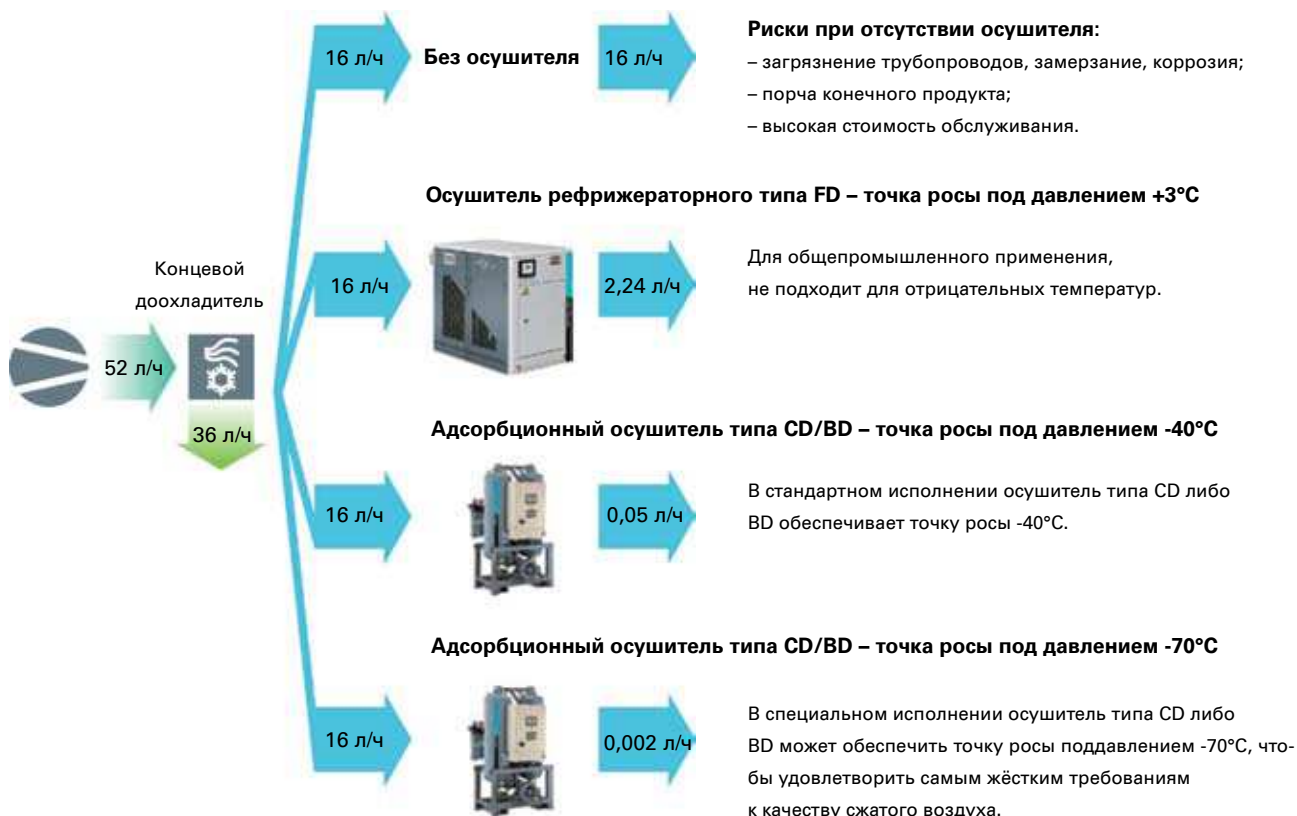 16 л/ч
Без осушителя
16 л/ч
Риски при отсутствии осушителя:
– загрязнение трубопроводов, замерзание, коррозия;
– порча конечного продукта;
– высокая стоимость обслуживания.
Осушитель рефрижераторного типа FD – точка росы под давлением +3°C
Концевой
доохладитель
52 л/ч
36 л/ч
16 л/ч
2,24 л/ч
Для общепромышленного применения,
не подходит для отрицательных температур.
Адсорбционный осушитель типа CD/BD – точка росы под давлением -40°C
16 л/ч
0,05 л/ч
В стандартном исполнении осушитель типа CD либо
BD обеспечивает точку росы -40°C.
Адсорбционный осушитель типа CD/BD – точка росы под давлением -70°C
16 л/ч
0,002 л/ч
В специальном исполнении осушитель типа CD либо
BD может обеспечить точку росы поддавлением -70°C, что-
бы удовлетворить самым жёстким требованиям
к качеству сжатого воздуха.